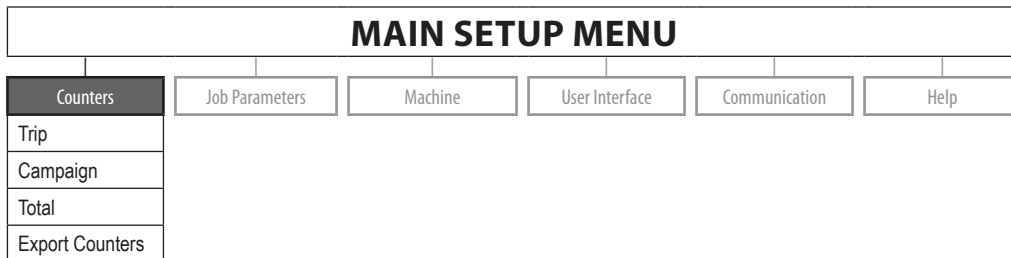 MAIN SETUP MENU
Counters Job Parameters Machine User Interface Communication Help
Trip
Campaign
Total
Export Counters